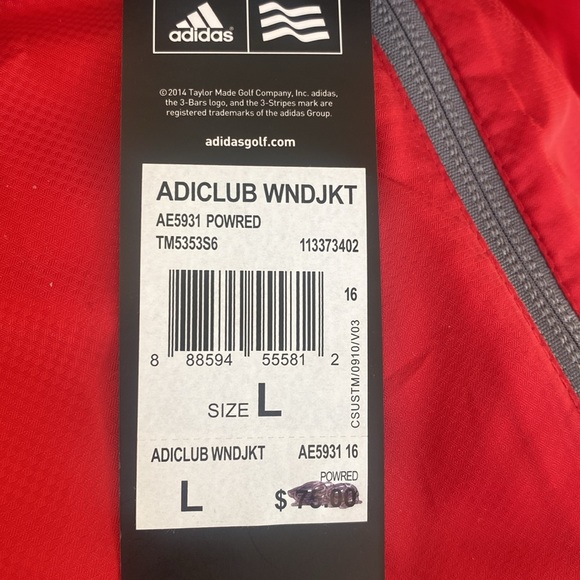 adidas
©2014 Taylor Made Golf Company, Inc. adidas,
the 3-Bars logo, and the 3-Stripes mark are
registered trademarks of the adidas Group.
adidasgolf.com
ADICLUB WNDJKT
AE5931 POWRED
TM5353S6 113373402
16
8 88594 55581 2
SIZE L
CSUSTM/0910/V03
ADICLUB WNDJKT AE5931 16
POWRED
L $ 75.00